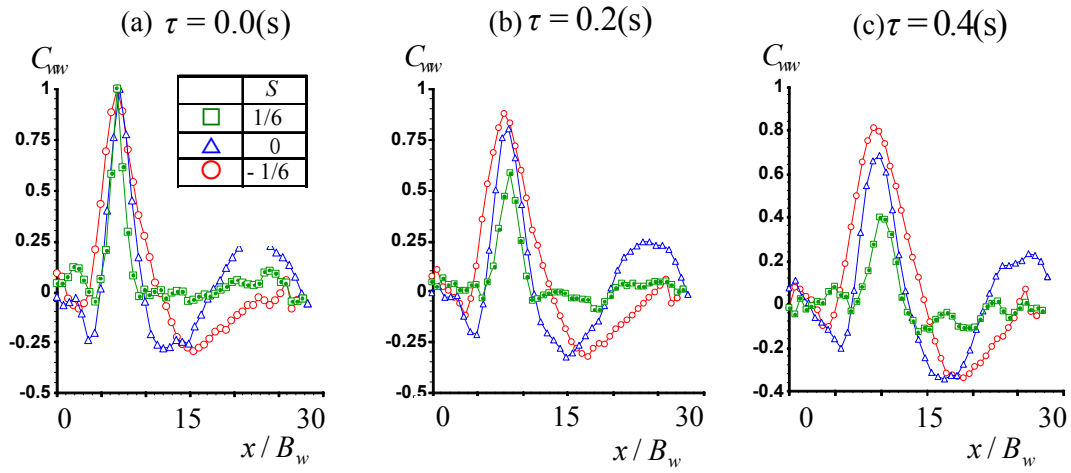 (a) τ = 0.0(s)
C_ww
1
0.75
0.5
0.25
0
-0.25
-0.5
0 15 30
x / B_w
S
1/6
0
- 1/6
(b) τ = 0.2(s)
C_ww
1
0.75
0.5
0.25
0
-0.25
-0.5
0 15 30
x / B_w
(c) τ = 0.4(s)
C_ww
1
0.8
0.6
0.4
0.2
0
-0.2
-0.4
0 15 30
x / B_w